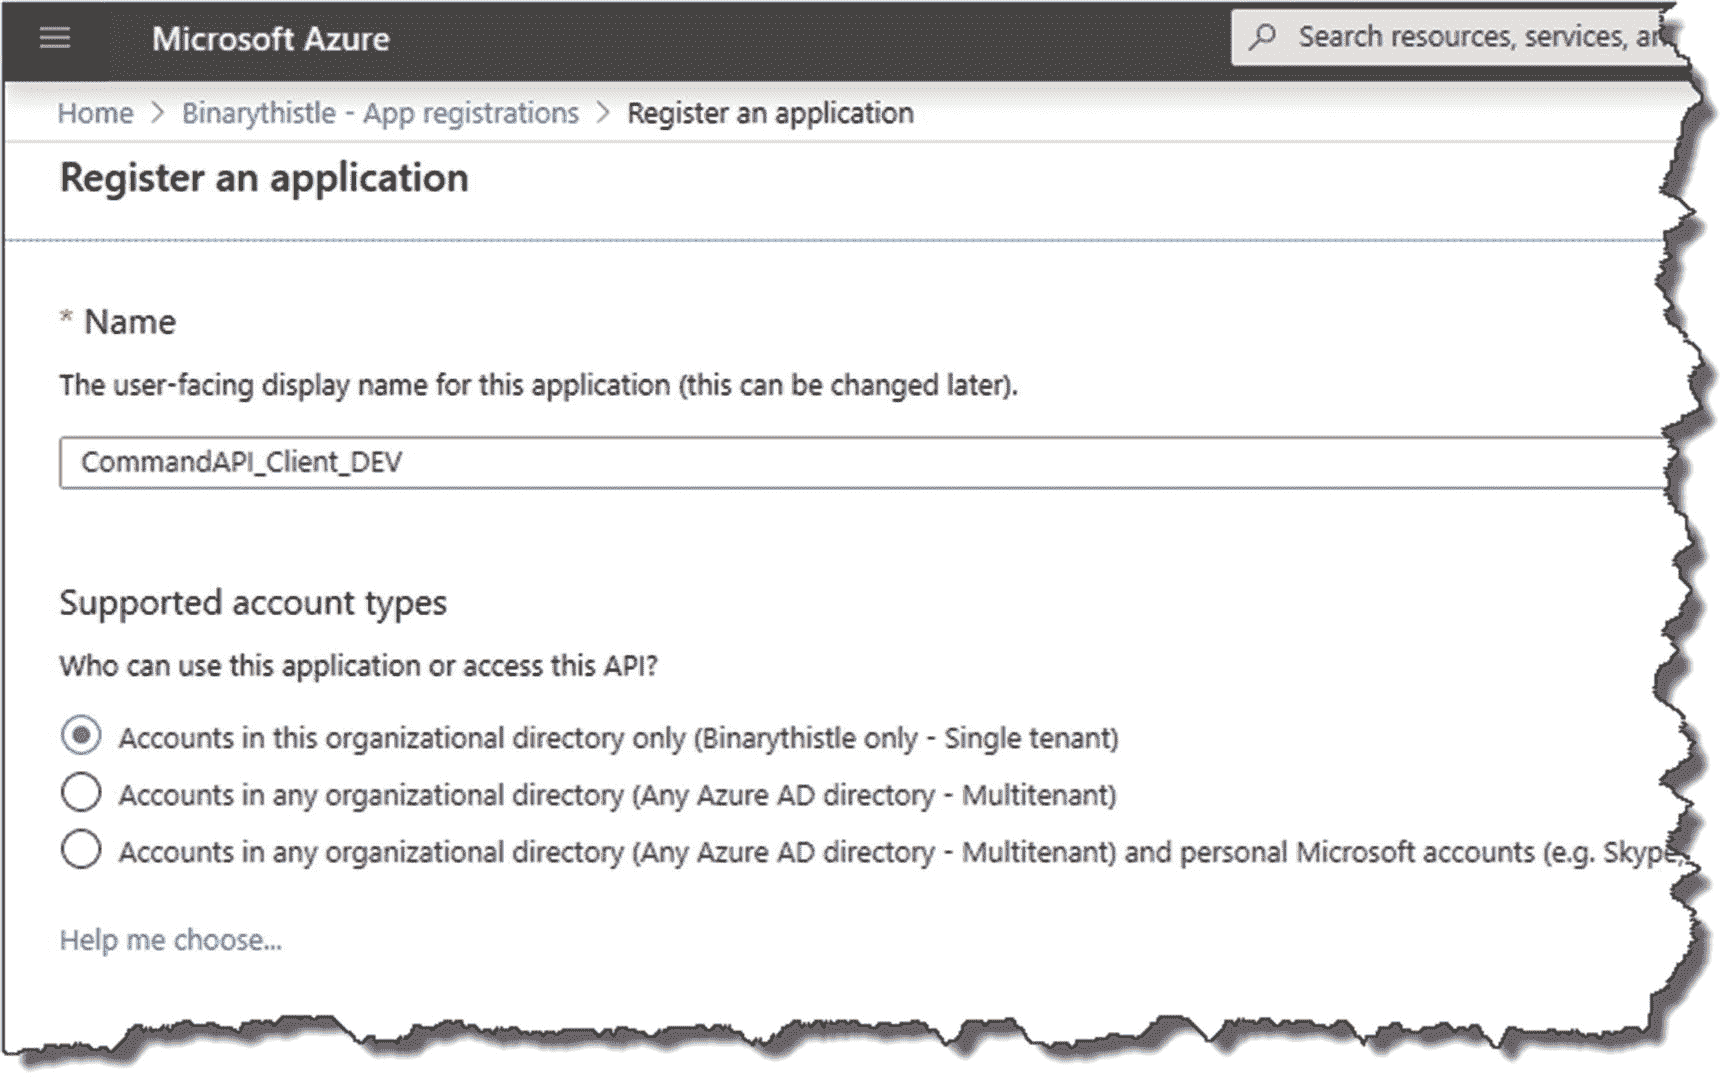 Microsoft Azure
Search resources, services,
Home > Binarythistle - App registrations > Register an application
Register an application
* Name
The user-facing display name for this application (this can be changed later).
CommandAPI_Client_DEV
Supported account types
Who can use this application or access this API?
Accounts in this organizational directory only (Binarythistle only - Single tenant)
Accounts in any organizational directory (Any Azure AD directory - Multitenant)
Accounts in any organizational directory (Any Azure AD directory - Multitenant) and personal Microsoft accounts (e.g. Skype,
Help me choose...